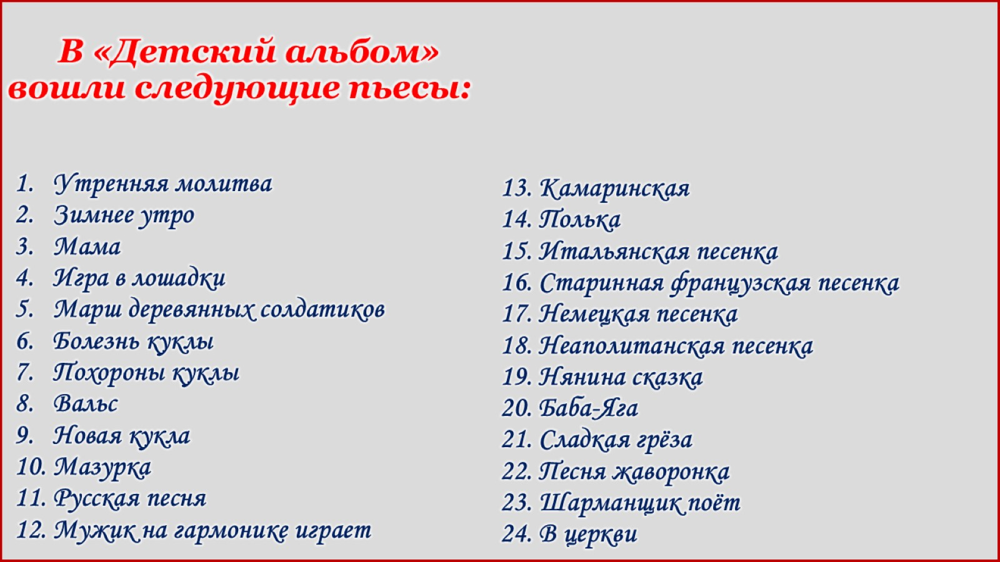 В «Детский альбом»
вошли следующие пьесы:
1. Утренняя молитва
2. Зимнее утро
3. Мама
4. Игра в лошадки
5. Марш деревянных солдатиков
6. Болезнь куклы
7. Похороны куклы
8. Вальс
9. Новая кукла
10. Мазурка
11. Русская песня
12. Мужик на гармонике играет
13. Камаринская
14. Полька
15. Итальянская песенка
16. Старинная французская песенка
17. Немецкая песенка
18. Неаполитанская песенка
19. Нянина сказка
20. Баба-Яга
21. Сладкая грёза
22. Песня жаворонка
23. Шарманщик поёт
24. В церкви